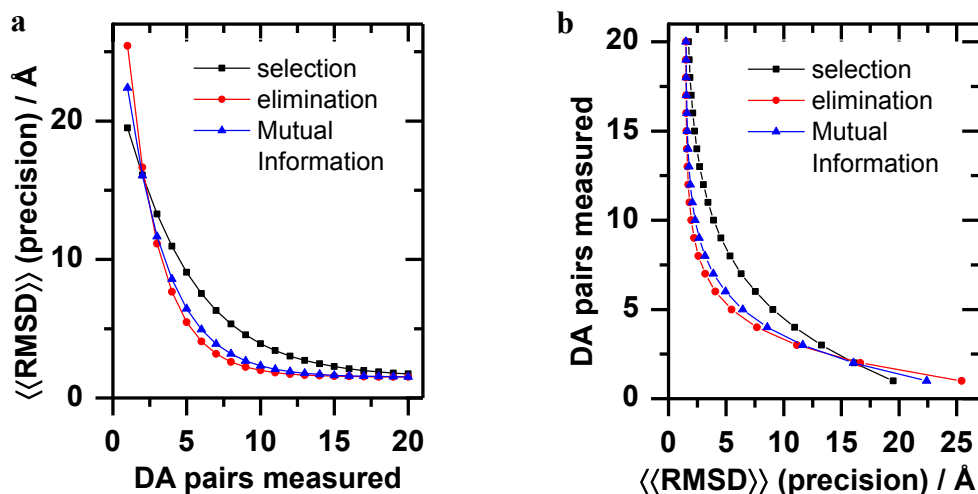 a
⟨⟨RMSD⟩⟩ (precision) / Å
20
10
0
selection
elimination
Mutual
Information
0 5 10 15 20
DA pairs measured
b
DA pairs measured
20
15
10
5
0
selection
elimination
Mutual
Information
0 5 10 15 20 25
⟨⟨RMSD⟩⟩ (precision) / Å